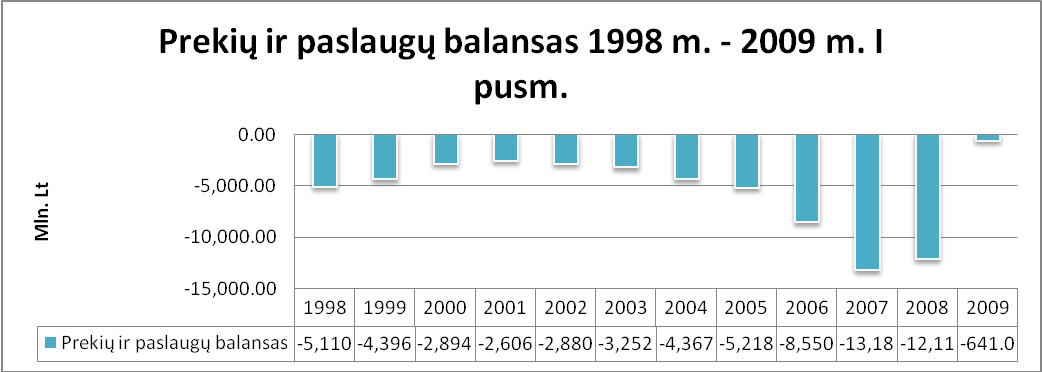 Prekių ir paslaugų balansas 1998 m. - 2009 m. I
pusm.
Mln. Lt
0.00
-5,000.00
-10,000.00
-15,000.00
1998 1999 2000 2001 2002 2003 2004 2005 2006 2007 2008 2009
Prekių ir paslaugų balansas -5,110 -4,396 -2,894 -2,606 -2,880 -3,252 -4,367 -5,218 -8,550 -13,18 -12,11 -641.0